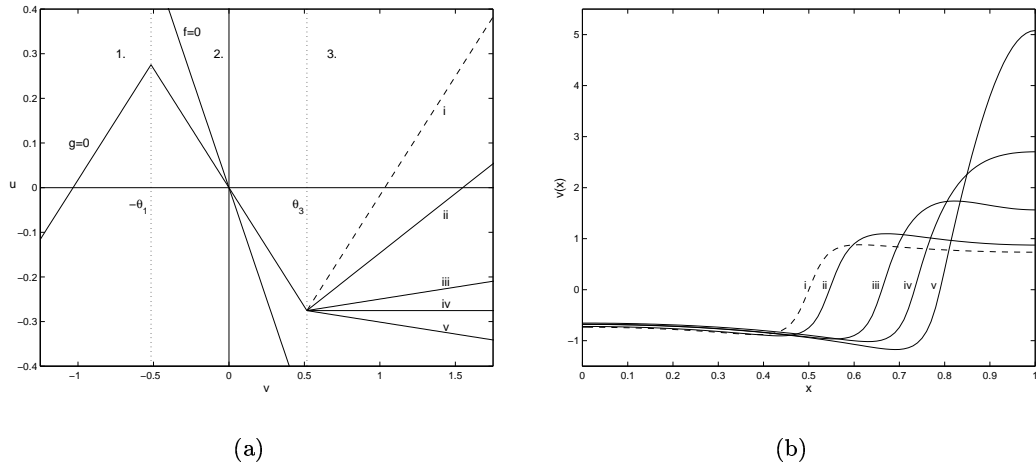 0.4
0.3
0.2
0.1
0
−0.1
−0.2
−0.3
−0.4
u
−1
−0.5
0
0.5
1
1.5
v
1.
2.
3.
f=0
g=0
−θ1
θ3
i
ii
iii
iv
v
(a)
5
4
3
2
1
0
−1
v(x)
0
0.1
0.2
0.3
0.4
0.5
0.6
0.7
0.8
0.9
1
x
i
ii
iii
iv
v
(b)